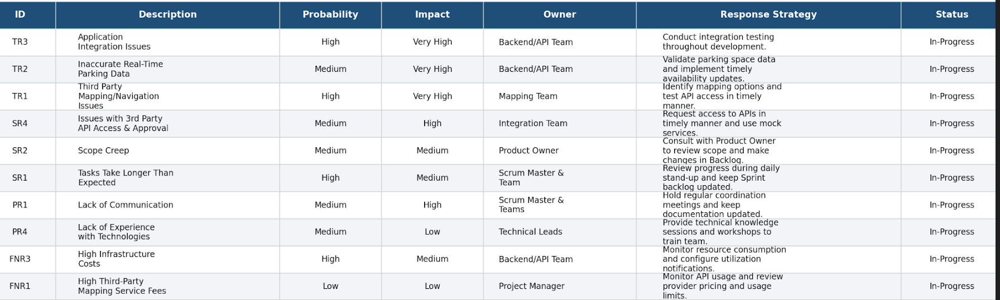 ID Description Probability Impact Owner Response Strategy Status
TR3 Application Integration Issues High Very High Backend/API Team Conduct integration testing throughout development. In-Progress
TR2 Inaccurate Real-Time Parking Data Medium Very High Backend/API Team Validate parking space data and implement timely availability updates. In-Progress
TR1 Third Party Mapping/Navigation Issues High Very High Mapping Team Identify mapping options and test API access in timely manner. In-Progress
SR4 Issues with 3rd Party API Access & Approval Medium High Integration Team Request access to APIs in timely manner and use mock services. In-Progress
SR2 Scope Creep Medium Medium Product Owner Consult with Product Owner to review scope and make changes in Backlog. In-Progress
SR1 Tasks Take Longer Than Expected High Medium Scrum Master & Team Review progress during daily stand-up and keep Sprint backlog updated. In-Progress
PR1 Lack of Communication Medium High Scrum Master & Teams Hold regular coordination meetings and keep documentation updated. In-Progress
PR4 Lack of Experience with Technologies Medium Low Technical Leads Provide technical knowledge sessions and workshops to train team. In-Progress
FNR3 High Infrastructure Costs High Medium Backend/API Team Monitor resource consumption and configure utilization notifications. In-Progress
FNR1 High Third-Party Mapping Service Fees Low Low Project Manager Monitor API usage and review provider pricing and usage limits. In-Progress